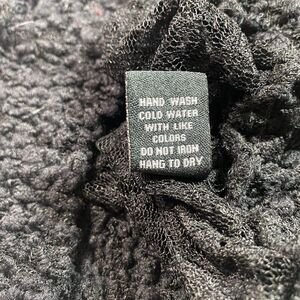 HAND WASH
COLD WATER
WITH LIKE
COLORS
DO NOT IRON
HANG TO DRY